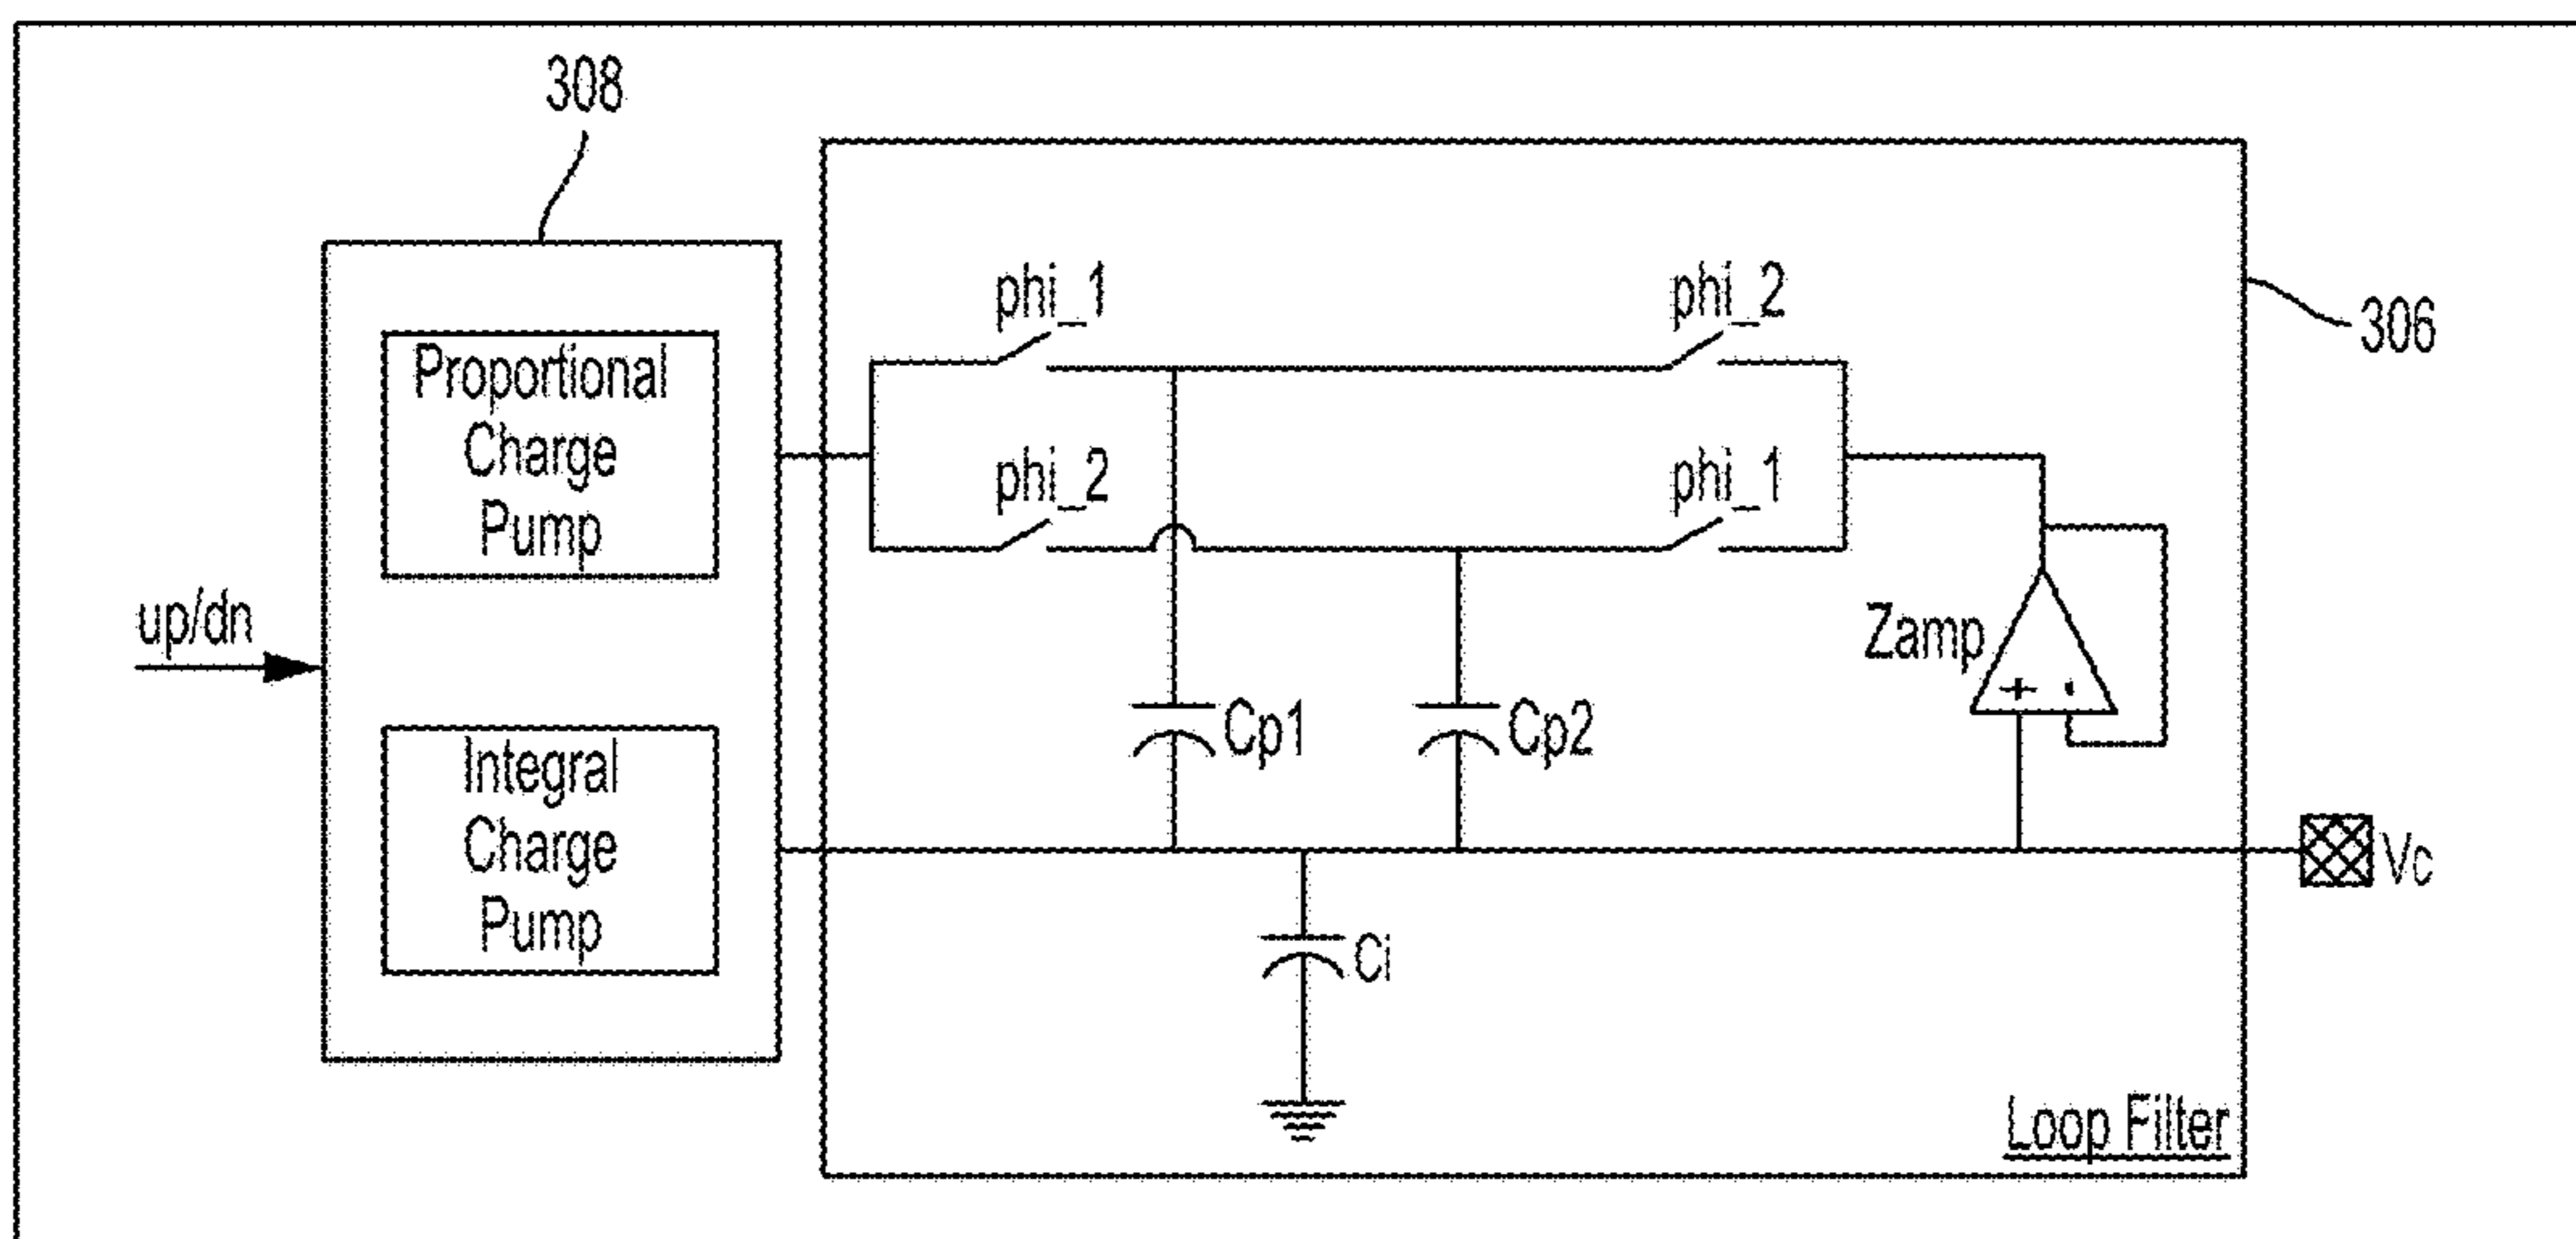 308
phi_1
phi_2
306
Proportional
Charge
Pump
phi_2
phi_1
up/dn
Zamp
+ -
Cp1
Cp2
Integral
Charge
Pump
Vc
Ci
Loop Filter